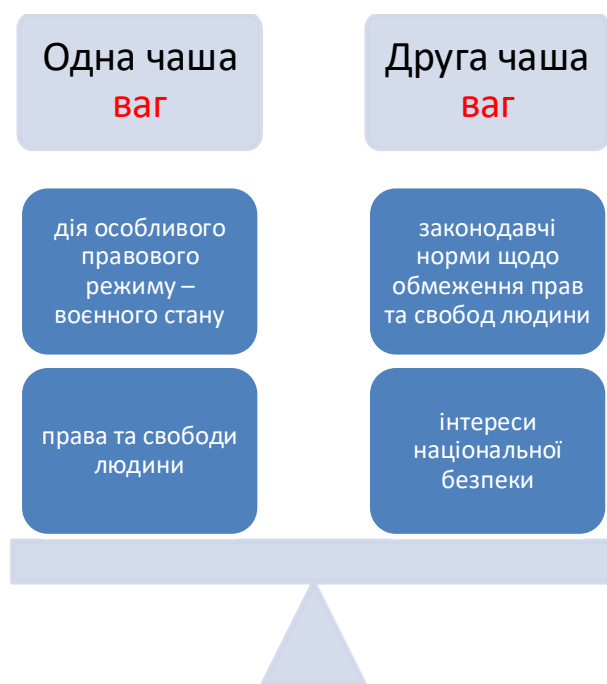 Одна чаша
ваг
Друга чаша
ваг
дія особливого
правового
режиму –
воєнного стану
законодавчі
норми щодо
обмеження прав
та свобод людини
права та свободи
людини
інтереси
національної
безпеки